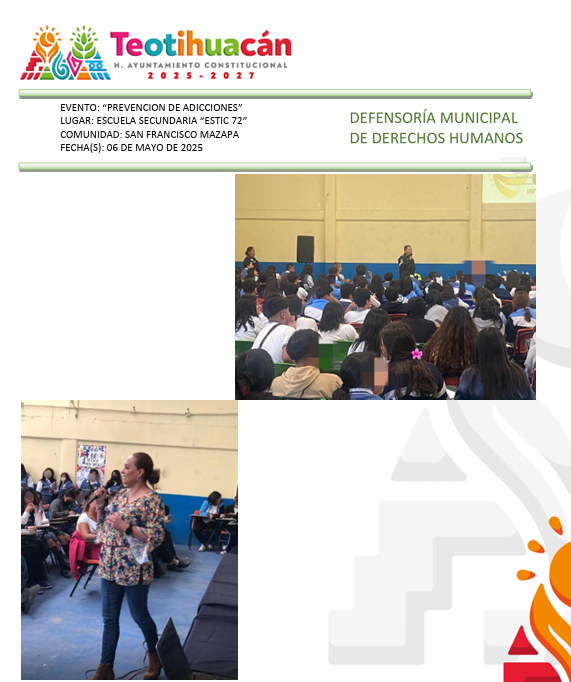 Teotihuacán
H. AYUNTAMIENTO CONSTITUCIONAL
2025-2027
EVENTO: “PREVENCION DE ADICCIONES”
LUGAR: ESCUELA SECUNDARIA “ESTIC 72”
COMUNIDAD: SAN FRANCISCO MAZAPA
FECHA(S): 06 DE MAYO DE 2025
DEFENSORÍA MUNICIPAL
DE DERECHOS HUMANOS